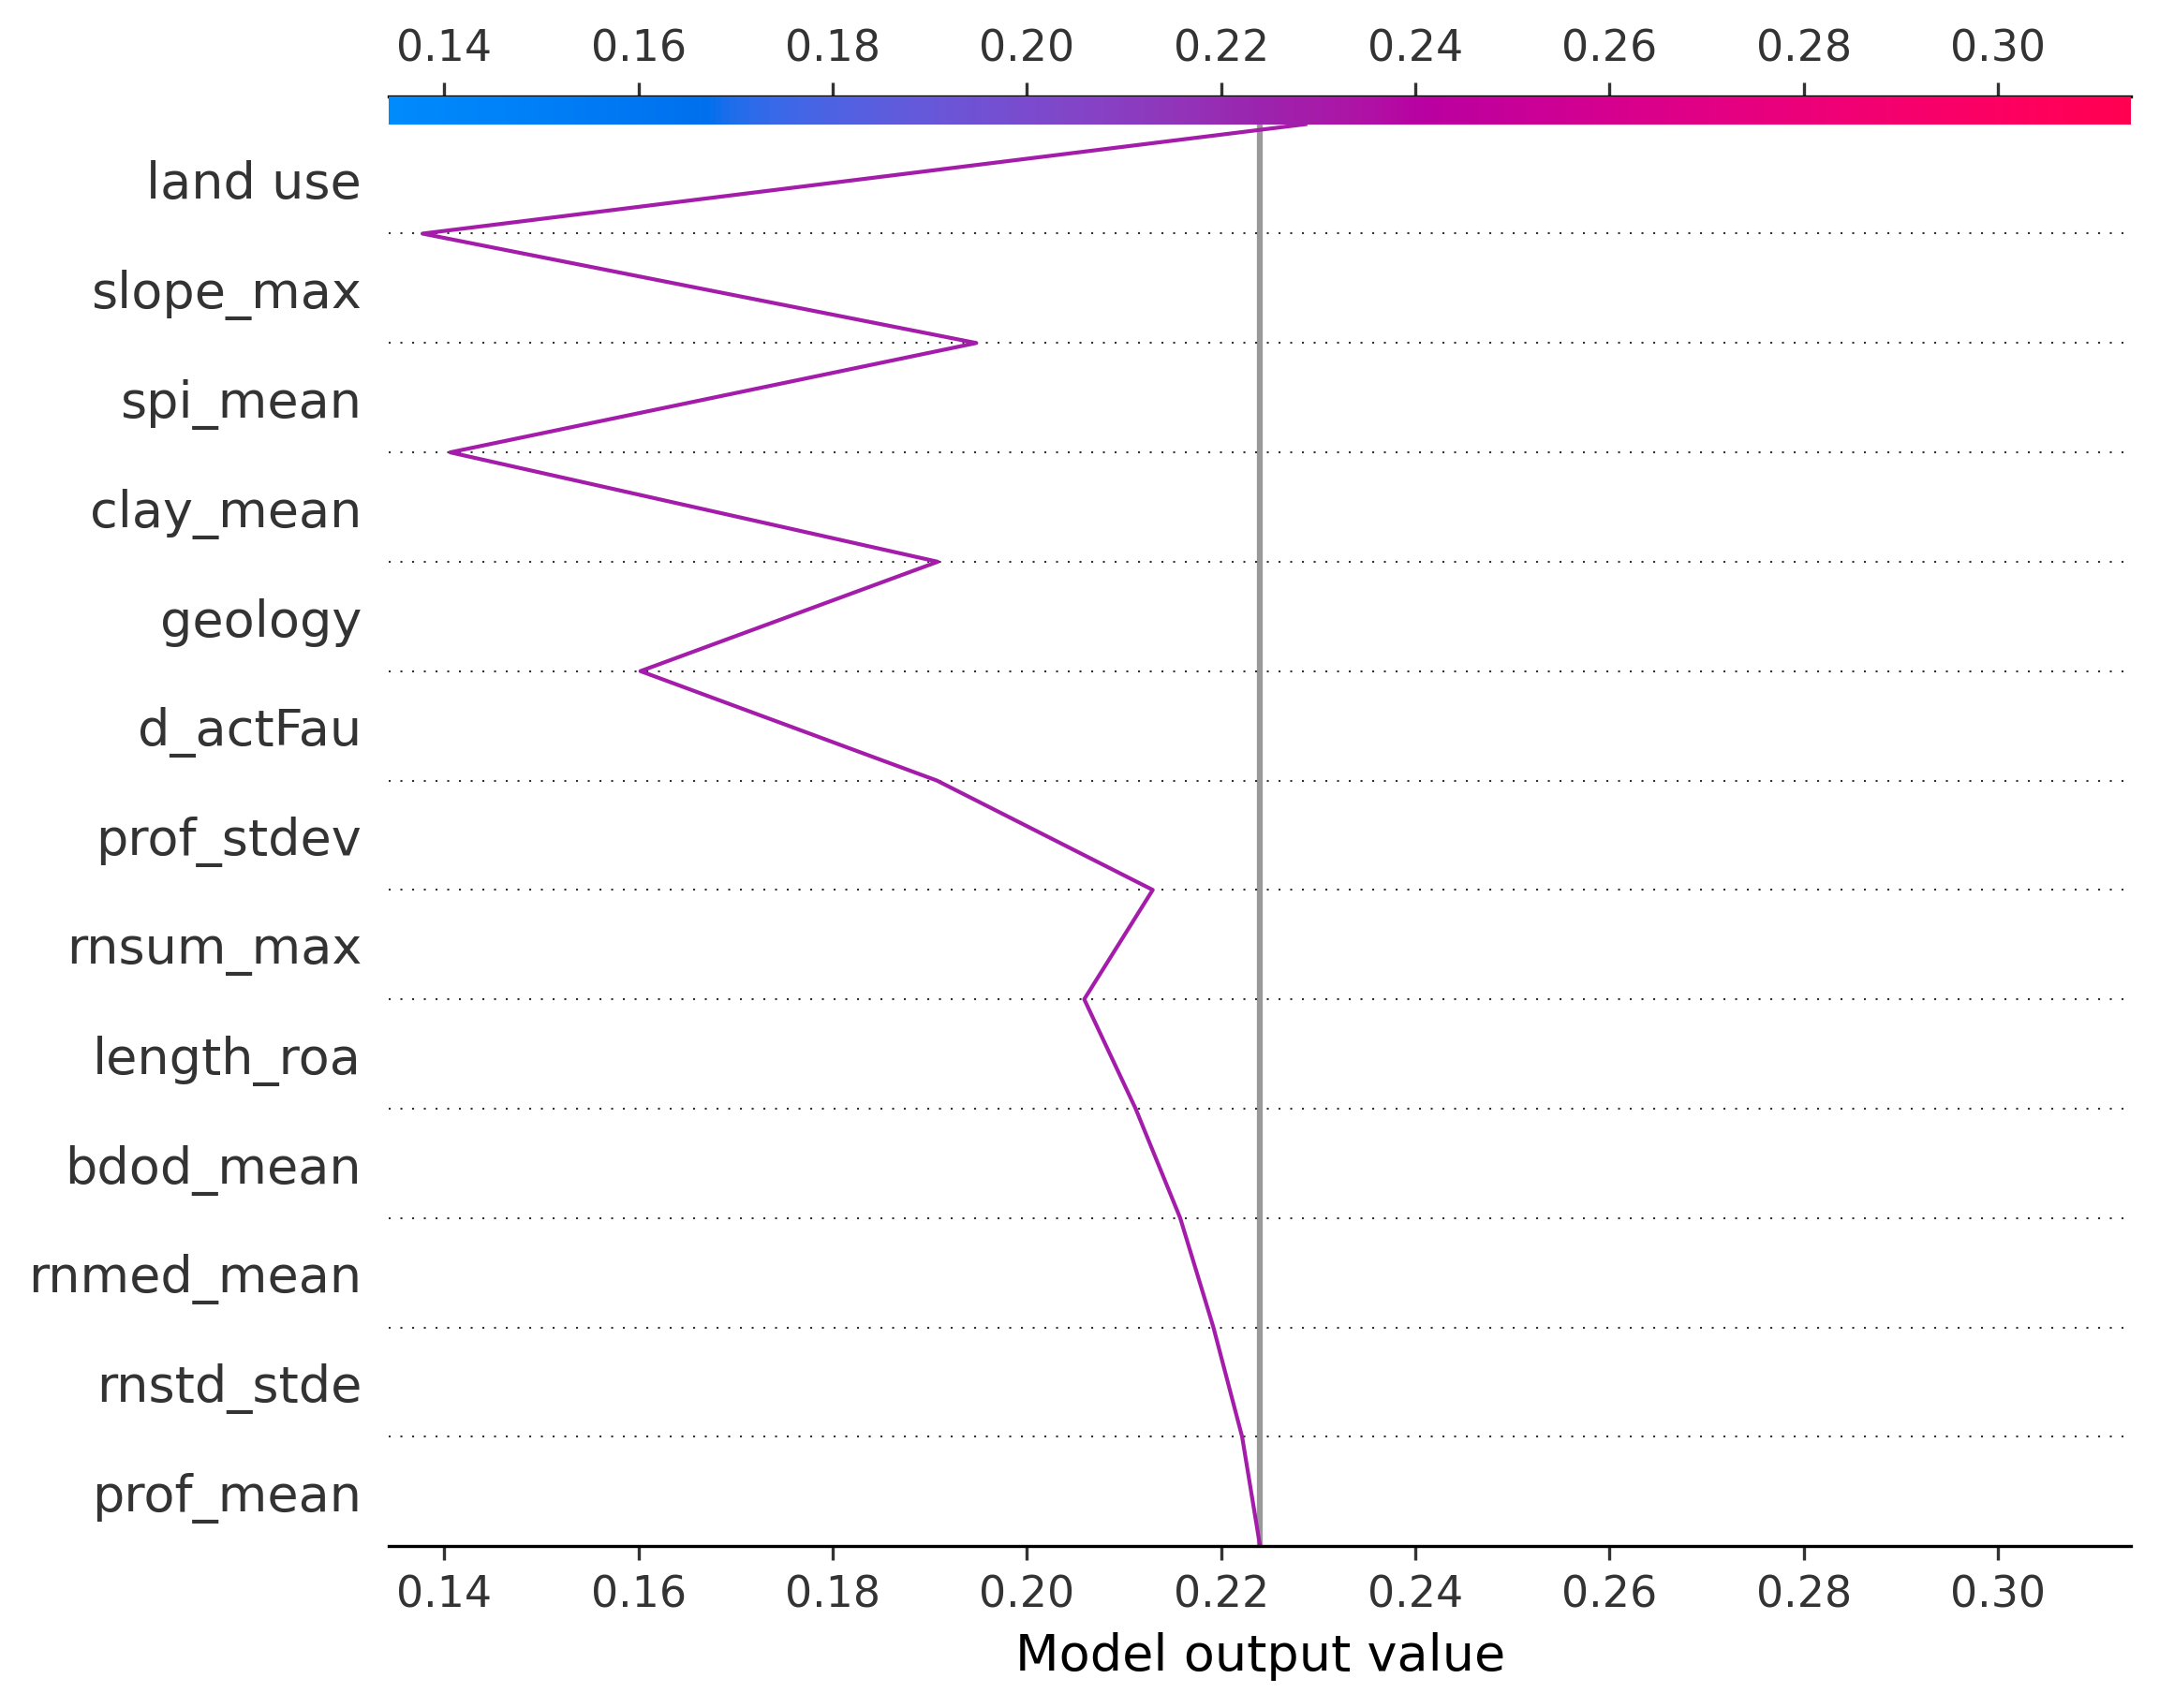 0.14 0.16 0.18 0.20 0.22 0.24 0.26 0.28 0.30
land use
slope_max
spi_mean
clay_mean
geology
d_actFau
prof_stdev
rnsum_max
length_roa
bdod_mean
rnmed_mean
rnstd_stde
prof_mean
0.14 0.16 0.18 0.20 0.22 0.24 0.26 0.28 0.30
Model output value